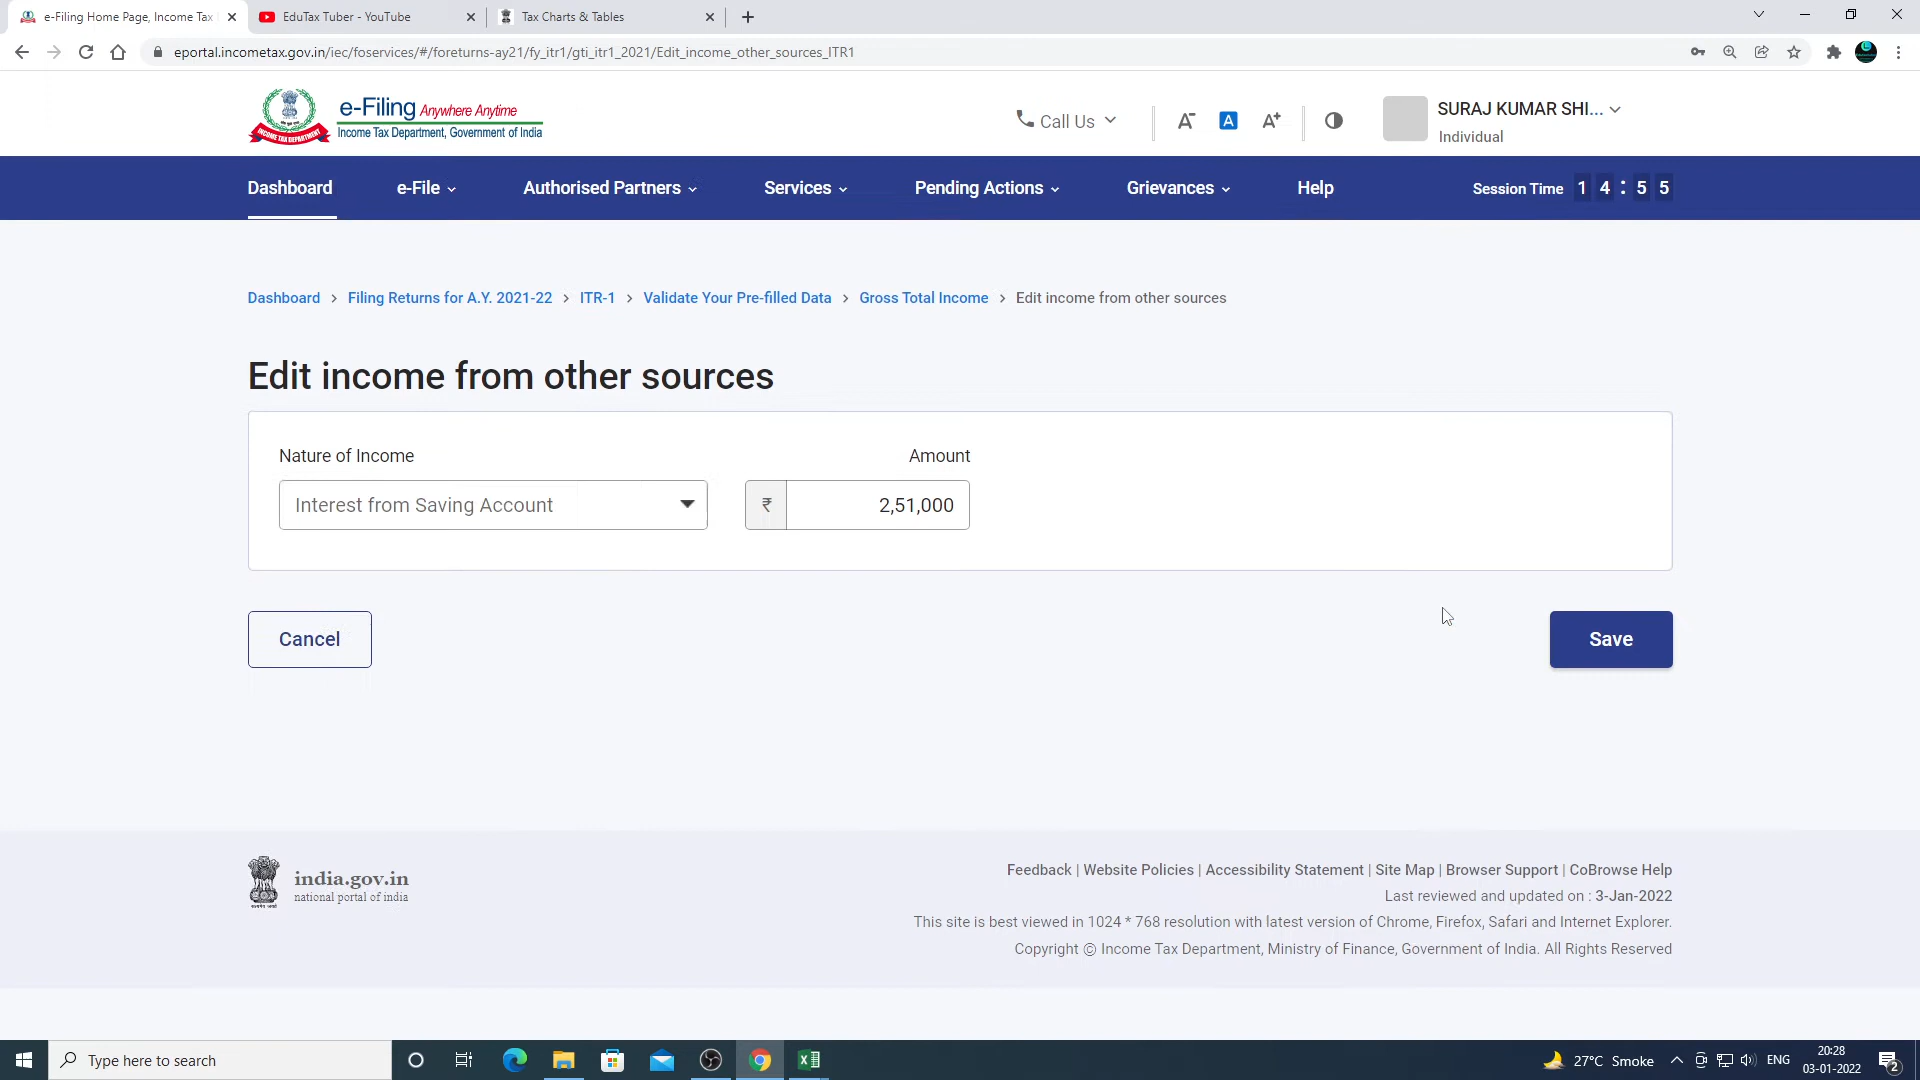 e-Filing Home Page, Income Tax
EduTax Tuber - YouTube
Tax Charts & Tables
eportal.incometax.gov.in/iec/foservices/#/foreturns-ay21/fy_itr1/gti_itr1_2021/Edit_income_other_sources_ITR1
e-Filing Anywhere Anytime
Income Tax Department, Government of India
INCOME TAX DEPARTMENT
Call Us
A-
A
A+
SURAJ KUMAR SHI...
Individual
Dashboard
e-File
Authorised Partners
Services
Pending Actions
Grievances
Help
Session Time 1 4 : 5 5
Dashboard > Filing Returns for A.Y. 2021-22 > ITR-1 > Validate Your Pre-filled Data > Gross Total Income > Edit income from other sources
Edit income from other sources
Nature of Income
Amount
Interest from Saving Account
₹ 2,51,000
Cancel
Save
india.gov.in
national portal of india
Feedback | Website Policies | Accessibility Statement | Site Map | Browser Support | CoBrowse Help
Last reviewed and updated on : 3-Jan-2022
This site is best viewed in 1024 * 768 resolution with latest version of Chrome, Firefox, Safari and Internet Explorer.
Copyright © Income Tax Department, Ministry of Finance, Government of India. All Rights Reserved
Type here to search
27°C Smoke
ENG
20:28
03-01-2022
2